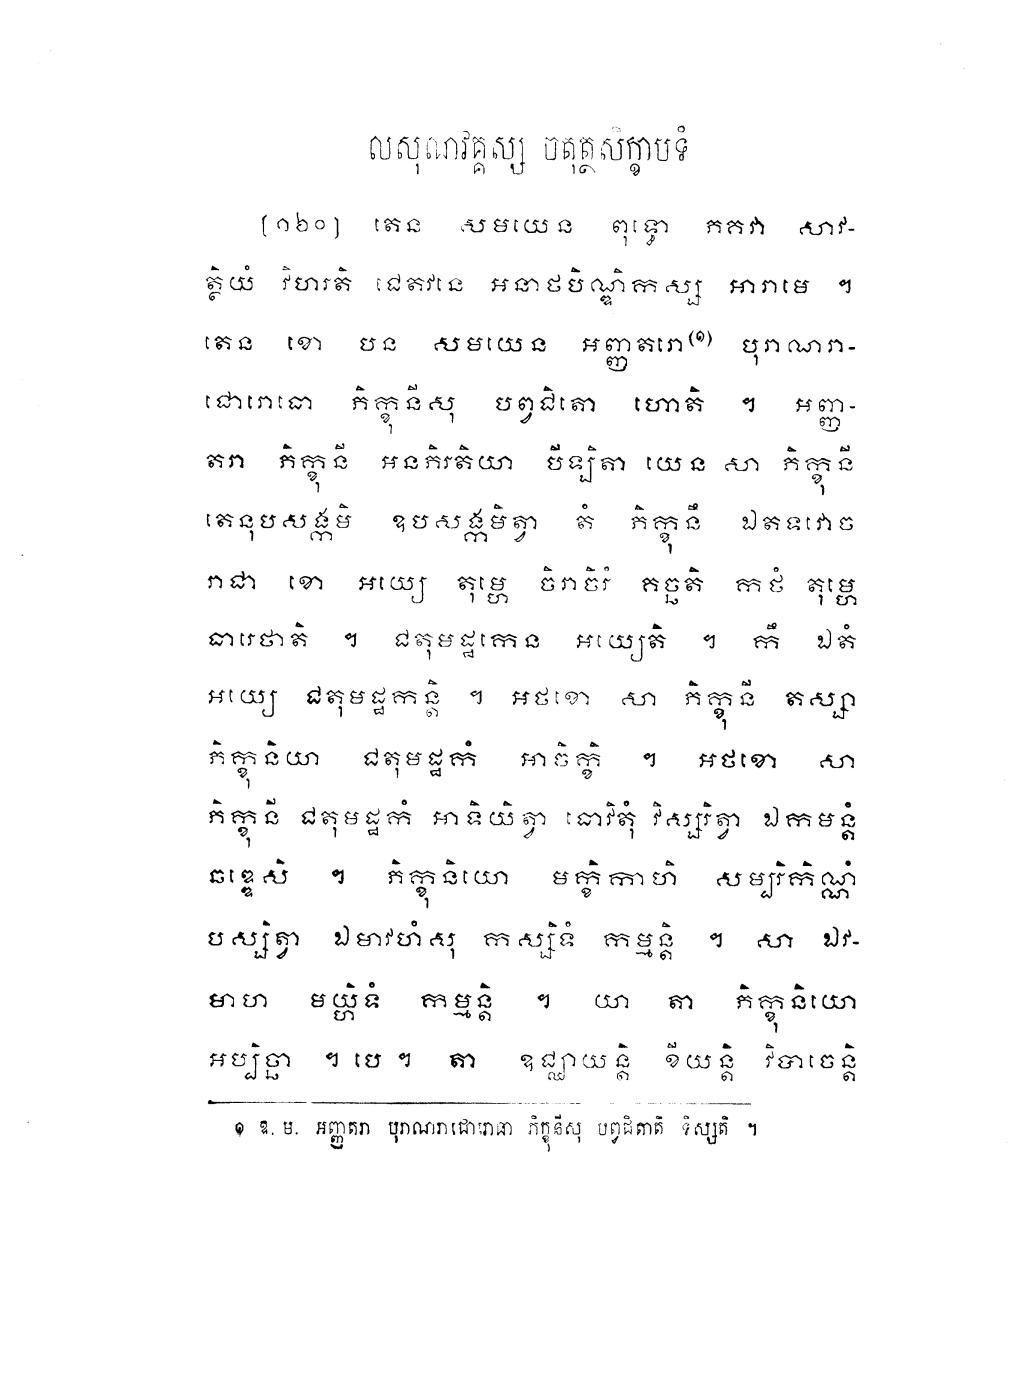 លសុណវគ្គស្ស ចតុត្ថសិក្ខាបទំ
(១៦០) តេន សមយេន ពុទ្ធោ ភគវា សាវ-
ត្ថិយំ វិហរតិ ជេតវនេ អនាថបិណ្ឌិកស្ស អារាមេ ។
តេន ខោ បន សមយេន អញ្ញតរោ(១) បុរាណរា-
ជោរោធោ ភិក្ខុនីសុ បព្វជិតោ ហោតិ ។ អញ្ញា-
តរា ភិក្ខុនី អនភិរតិយា បីឡិតា យេន សា ភិក្ខុនី
តេនុបសង្កមិ ឧបសង្កមិត្វា តំ ភិក្ខុនឹ ឯតទវោច
រាជា ខោ អយ្យេ តុម្ហេ ចិរាចិរំ គច្ឆតិ កថំ តុម្ហេ
ធារេថាតិ ។ ជតុមដ្ឋកេន អយ្យេតិ ។ កឹ ឯតំ
អយ្យេ ជតុមដ្ឋកន្តិ ។ អថខោ សា ភិក្ខុនី តស្សា
ភិក្ខុនិយា ជតុមដ្ឋកំ អាចិក្ខិ ។ អថខោ សា
ភិក្ខុនី ជតុមដ្ឋកំ អាទិយិត្វា ធោវិតុំ វិស្សរិត្វា ឯកមន្តំ
ឆឌ្ឌេសិ ។ ភិក្ខុនិយោ មក្ខិកាហិ សម្បរិកិណ្ណំ
បស្សិត្វា ឯមាវហំសុ កស្សិទំ កម្មន្តិ ។ សា ឯវ-
មាហ មយ្ហិទំ កម្មន្តិ ។ យា តា ភិក្ខុនិយោ
អប្បិច្ឆា ។ បេ ។ តា ឧជ្ឈាយន្តិ ខីយន្តិ វិបាចេន្តិ
១ ឱ. ម. អញ្ញតរា បុរាណរាជោរោធា ភិក្ខុនីសុ បព្វជិតាតិ ទិស្សតិ ។